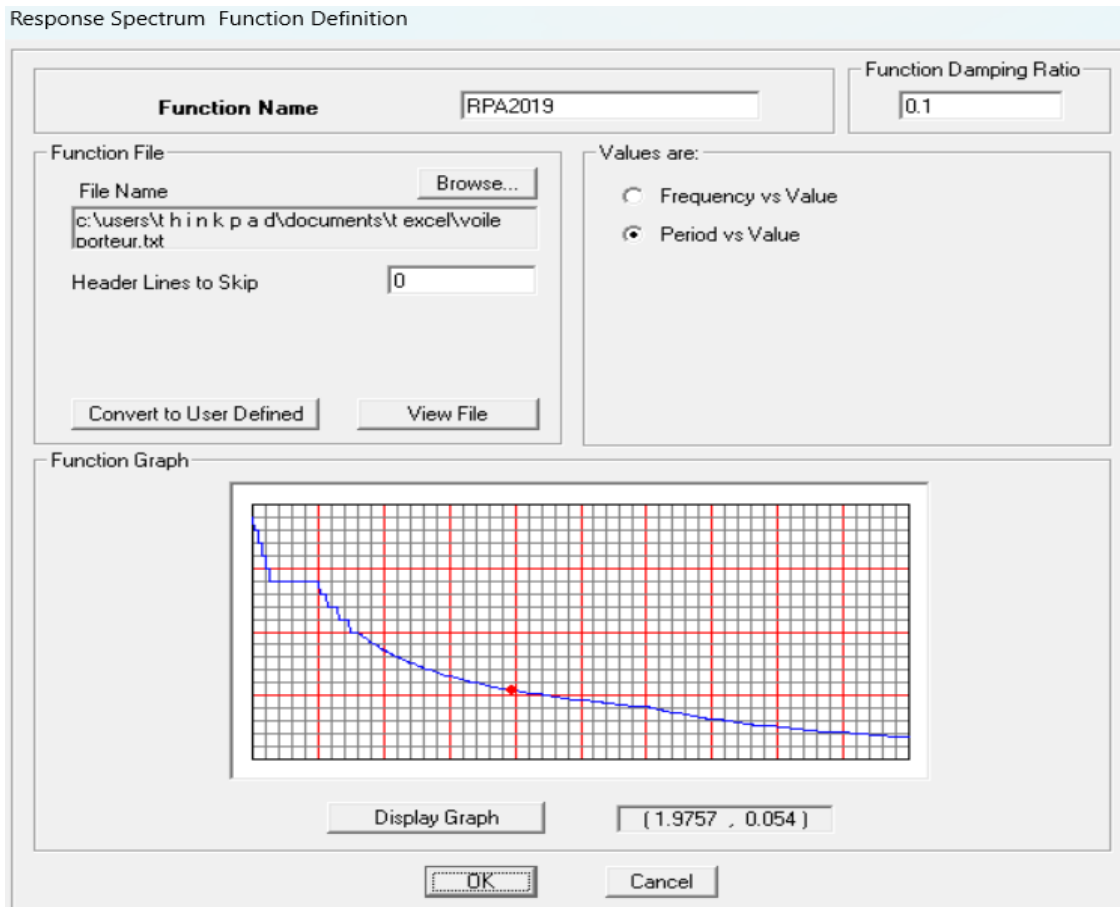 Response Spectrum Function Definition
Function Damping Ratio
Function Name
RPA2019
0.1
Function File
Values are:
File Name
Browse...
Frequency vs Value
c:\users\t h i n k p a d\documents\t excel\voile
porteur.txt
Period vs Value
Header Lines to Skip
0
Convert to User Defined
View File
Function Graph
Display Graph
(1.9757 , 0.054 )
OK
Cancel